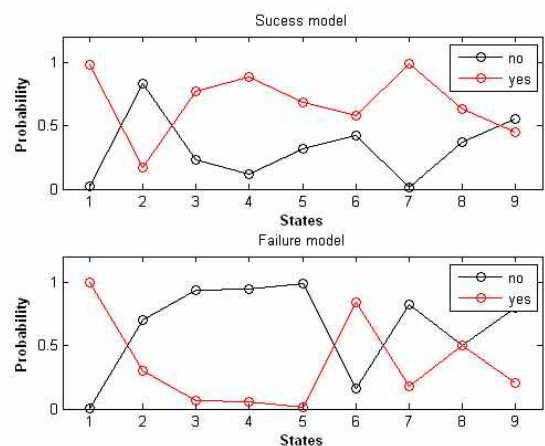 Sucess model
1
0.5
0
Probability
no
yes
1 2 3 4 5 6 7 8 9
States
Failure model
1
0.5
0
Probability
no
yes
1 2 3 4 5 6 7 8 9
States